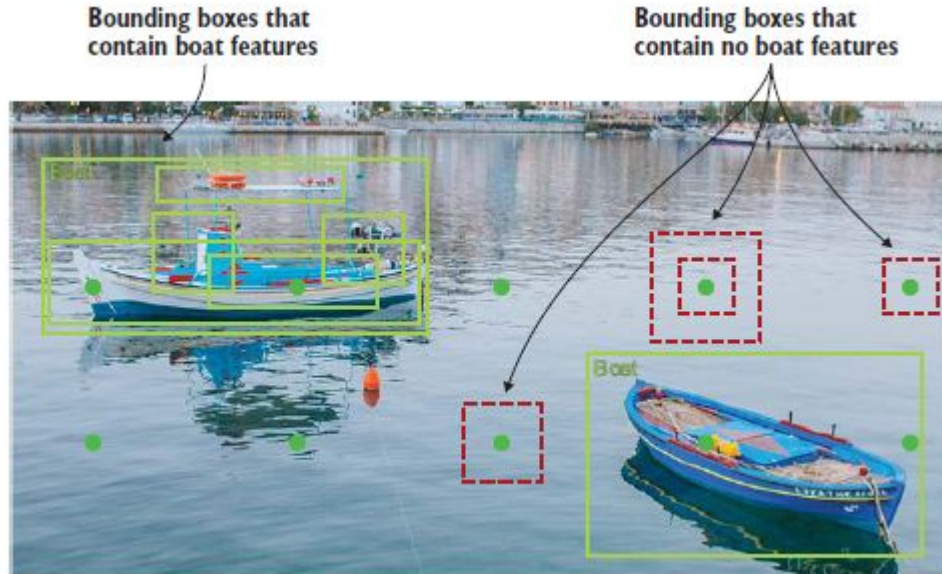 Bounding boxes that
contain boat features
Bounding boxes that
contain no boat features
Boat
Boat